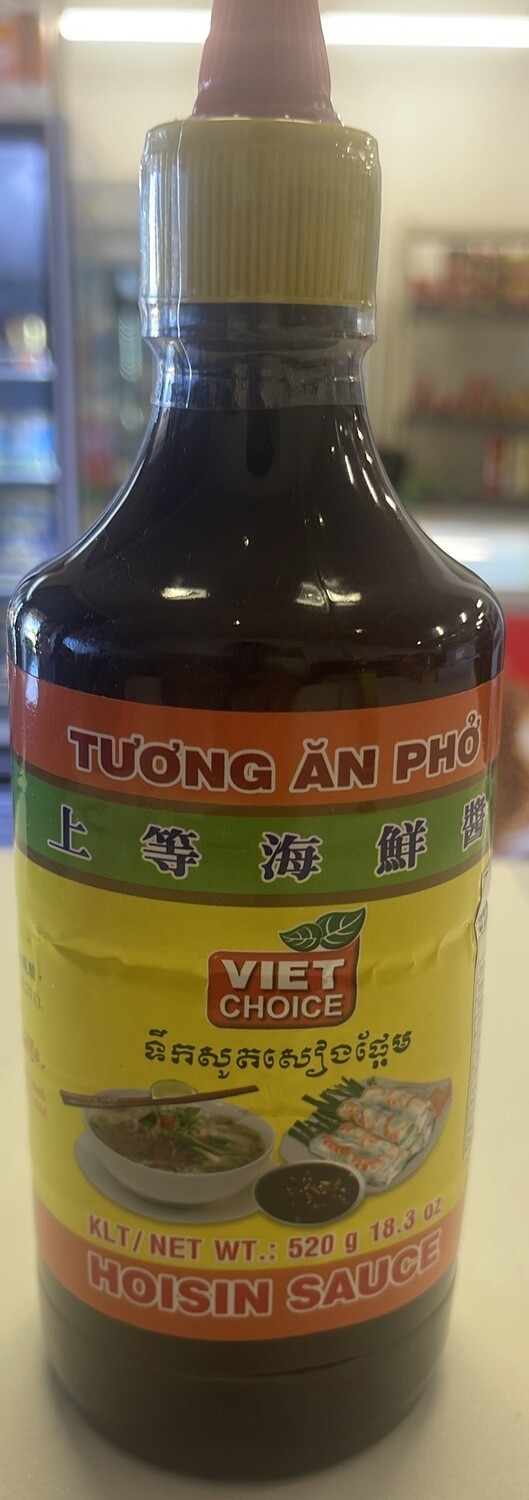 TƯƠNG ĂN PHỞ
上等海鮮醬
VIET
CHOICE
ទឹកសូតសៀងផ្អែម
KLT/ NET WT.: 520 g 18.3 oz
HOISIN SAUCE